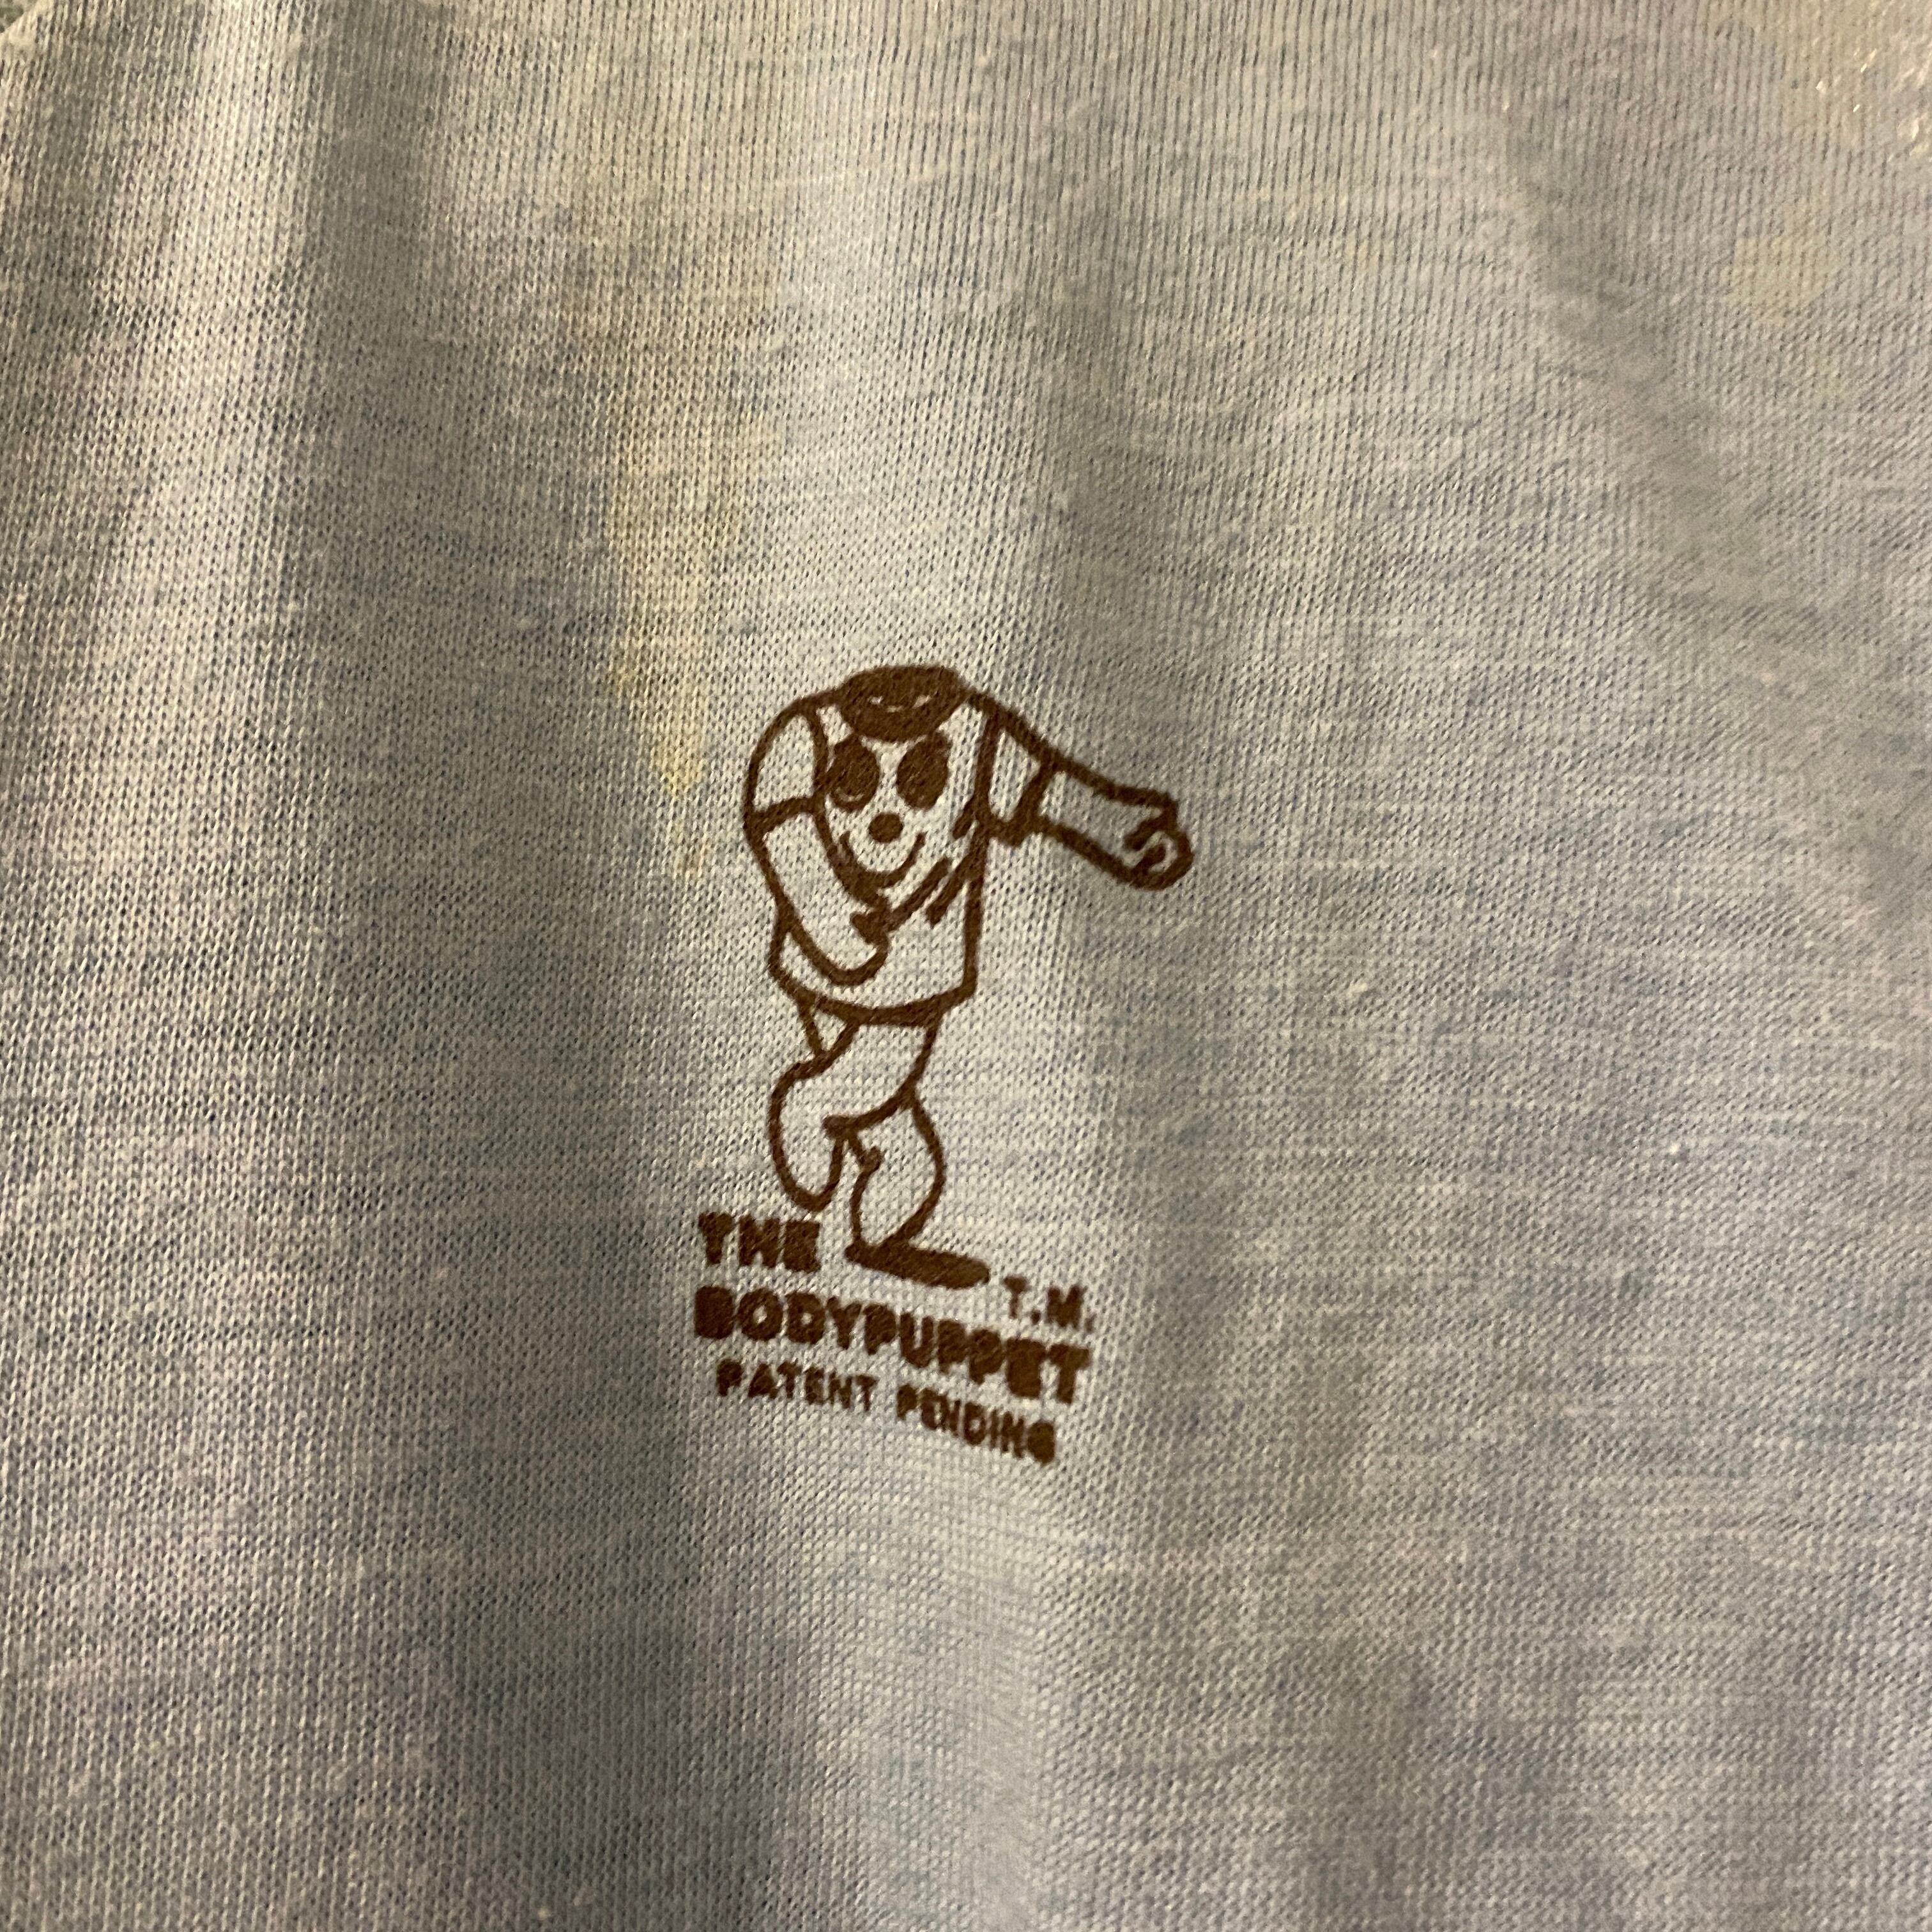 THE
T.M.
BODYPUPPET
PATENT PENDING